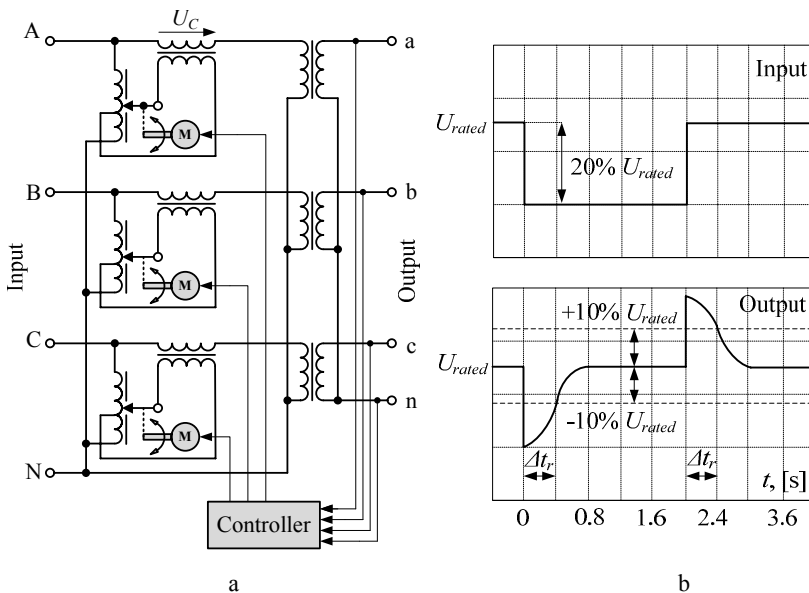 A
U_C
a
M
B
b
M
Input
Output
C
c
M
n
N
Controller
a
Input
U_rated
20% U_rated
Output
+10% U_rated
U_rated
-10% U_rated
Δt_r
Δt_r
t, [s]
0
0.8
1.6
2.4
3.6
b